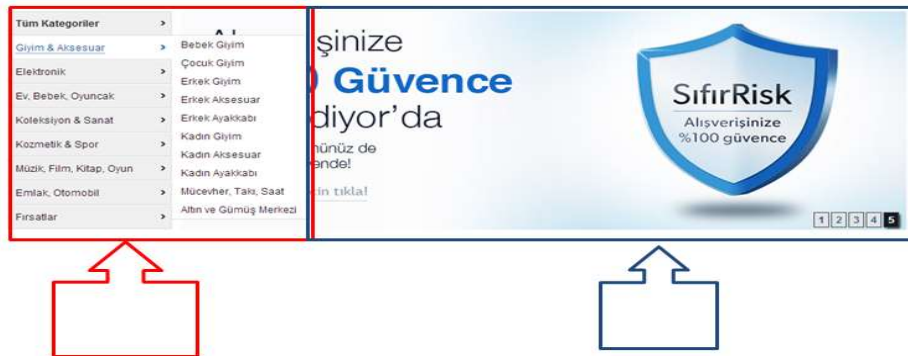 Tüm Kategoriler
Giyim & Aksesuar
Elektronik
Ev, Bebek, Oyuncak
Koleksiyon & Sanat
Kozmetik & Spor
Müzik, Film, Kitap, Oyun
Emlak, Otomobil
Fırsatlar
Bebek Giyim
Çocuk Giyim
Erkek Giyim
Erkek Aksesuar
Erkek Ayakkabı
Kadın Giyim
Kadın Aksesuar
Kadın Ayakkabı
Mücevher, Takı, Saat
Altın ve Gümüş Merkezi
şinize
Güvence
diyor'da
nünüz de
ende!
çin tıkla!
SıfırRisk
Alışverişinize
%100 güvence
1 2 3 4 5